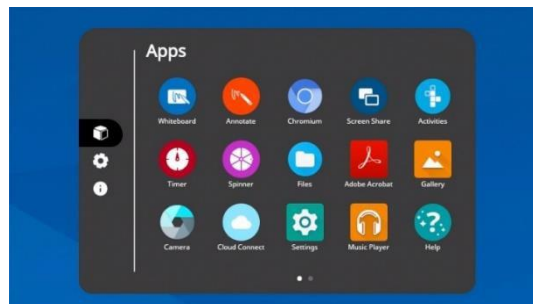 Apps
Whiteboard Annotate Chromium Screen Share Activities
Timer Spinner Files Adobe Acrobat Gallery
Camera Cloud Connect Settings Music Player Help